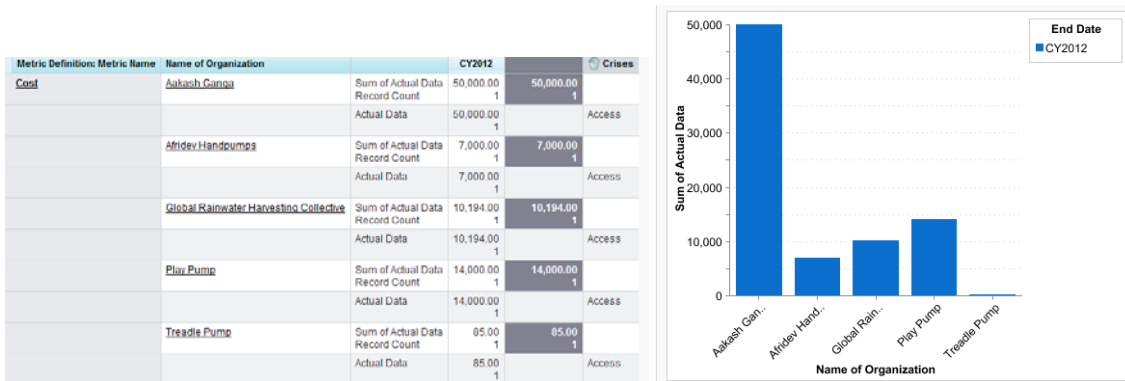 Metric Definition: Metric Name Name of Organization CY2012 Crises
Cost Aakash Ganga Sum of Actual Data 50,000.00 50,000.00
Record Count 1 1
Actual Data 50,000.00 Access
1
Afridev Handpumps Sum of Actual Data 7,000.00 7,000.00
Record Count 1 1
Actual Data 7,000.00 Access
1
Global Rainwater Harvesting Collective Sum of Actual Data 10,194.00 10,194.00
Record Count 1 1
Actual Data 10,194.00 Access
1
Play Pump Sum of Actual Data 14,000.00 14,000.00
Record Count 1 1
Actual Data 14,000.00 Access
1
Treadle Pump Sum of Actual Data 85.00 85.00
Record Count 1 1
Actual Data 85.00 Access
1
End Date
CY2012
Sum of Actual Data
50,000
40,000
30,000
20,000
10,000
0
Aakash Gan..
Afridev Hand..
Global Rain..
Play Pump
Treadle Pump
Name of Organization